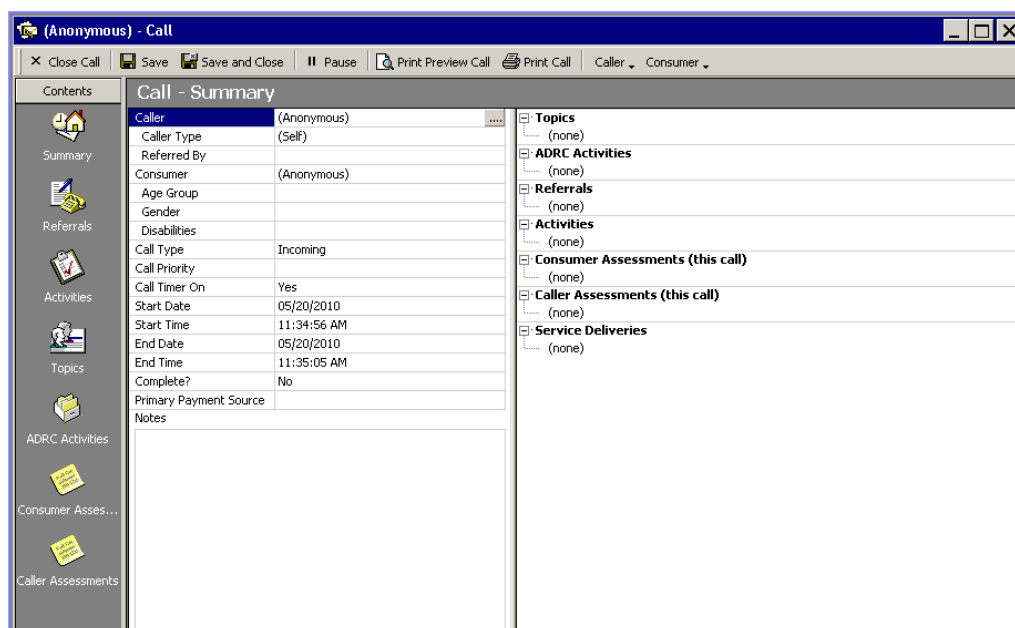 (Anonymous) - Call
Close Call Save Save and Close Pause Print Preview Call Print Call Caller Consumer
Contents
Summary
Referrals
Activities
Topics
ADRC Activities
Consumer Asses...
Caller Assessments
Call - Summary
Caller (Anonymous) ....
Caller Type (Self)
Referred By
Consumer (Anonymous)
Age Group
Gender
Disabilities
Call Type Incoming
Call Priority
Call Timer On Yes
Start Date 05/20/2010
Start Time 11:34:56 AM
End Date 05/20/2010
End Time 11:35:05 AM
Complete? No
Primary Payment Source
Notes
Topics
(none)
ADRC Activities
(none)
Referrals
(none)
Activities
(none)
Consumer Assessments (this call)
(none)
Caller Assessments (this call)
(none)
Service Deliveries
(none)